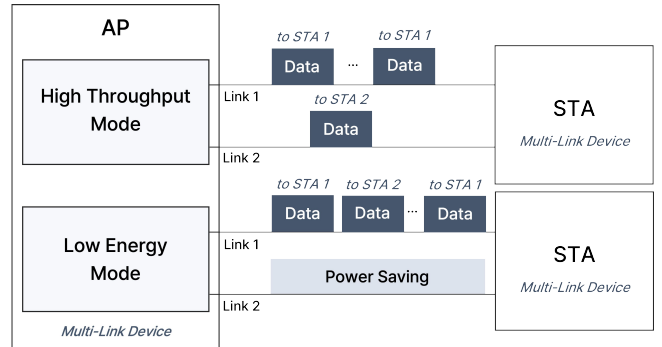 AP
High Throughput
Mode
to STA 1
to STA 1
Data
...
Data
Link 1
to STA 2
Data
Link 2
STA
Multi-Link Device
Low Energy
Mode
to STA 1
to STA 2
to STA 1
Data
Data
...
Data
Link 1
Power Saving
Link 2
STA
Multi-Link Device
Multi-Link Device